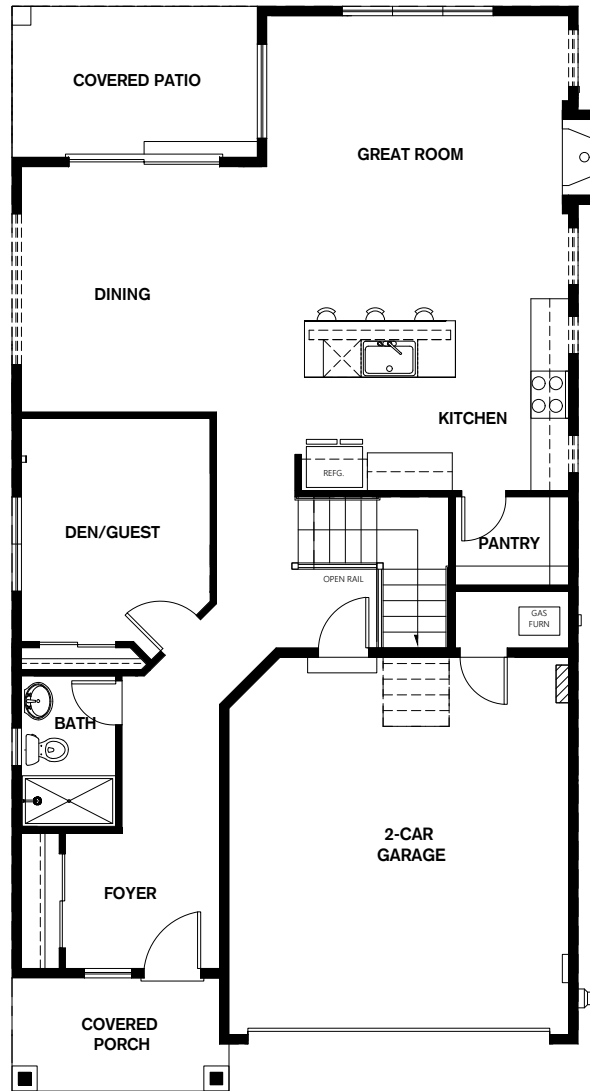 COVERED PATIO
GREAT ROOM
DINING
KITCHEN
REFG.
DEN/GUEST
PANTRY
OPEN RAIL
GAS
FURN
BATH
2-CAR
GARAGE
FOYER
COVERED
PORCH